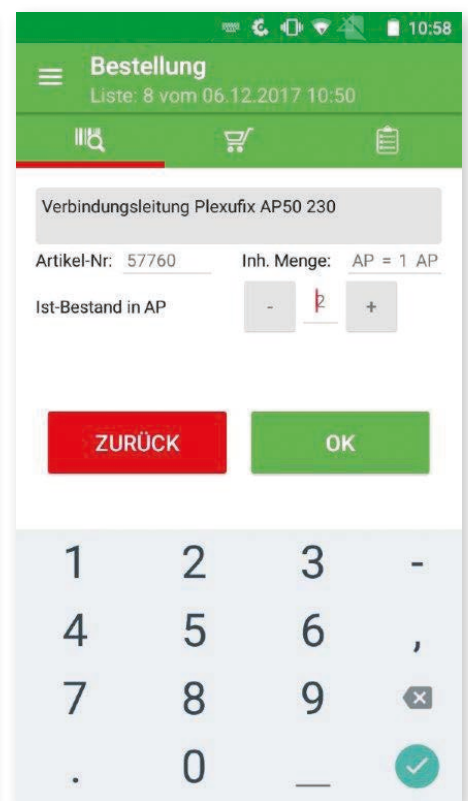 10:58
Bestellung
Liste: 8 vom 06.12.2017 10:50
Verbindungsleitung Plexufix AP50 230
Artikel-Nr: 57760 Inh. Menge: AP = 1 AP
Ist-Bestand in AP - 2 +
ZURÜCK OK
1 2 3 -
4 5 6 ,
7 8 9
. 0 _